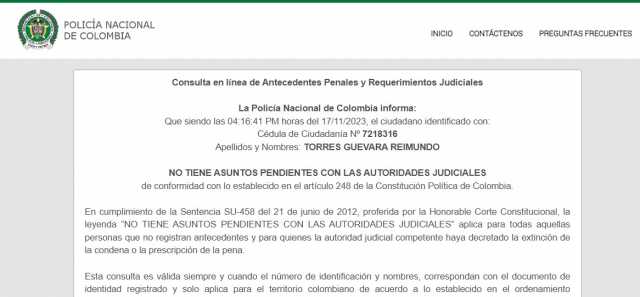 POLICÍA NACIONAL
DE COLOMBIA
INICIO CONTÁCTENOS PREGUNTAS FRECUENTES
Consulta en línea de Antecedentes Penales y Requerimientos Judiciales
La Policía Nacional de Colombia informa:
Que siendo las 04:16:41 PM horas del 17/11/2023, el ciudadano identificado con:
Cédula de Ciudadanía Nº 7218316
Apellidos y Nombres: TORRES GUEVARA REIMUNDO
NO TIENE ASUNTOS PENDIENTES CON LAS AUTORIDADES JUDICIALES
de conformidad con lo establecido en el artículo 248 de la Constitución Política de Colombia.
En cumplimiento de la Sentencia SU-458 del 21 de junio de 2012, proferida por la Honorable Corte Constitucional, la
leyenda “NO TIENE ASUNTOS PENDIENTES CON LAS AUTORIDADES JUDICIALES” aplica para todas aquellas
personas que no registran antecedentes y para quienes la autoridad judicial competente haya decretado la extinción de
la condena o la prescripción de la pena.
Esta consulta es válida siempre y cuando el número de identificación y nombres, correspondan con el documento de
identidad registrado y solo aplica para el territorio colombiano de acuerdo a lo establecido en el ordenamiento